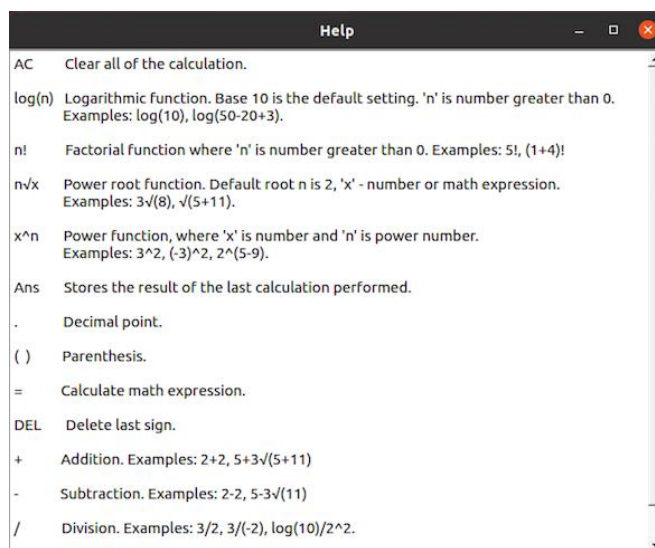 Help
AC Clear all of the calculation.
log(n) Logarithmic function. Base 10 is the default setting. 'n' is number greater than 0.
Examples: log(10), log(50-20+3).
n! Factorial function where 'n' is number greater than 0. Examples: 5!, (1+4)!
n√x Power root function. Default root n is 2, 'x' - number or math expression.
Examples: 3√(8), √(5+11).
x^n Power function, where 'x' is number and 'n' is power number.
Examples: 3^2, (-3)^2, 2^(5-9).
Ans Stores the result of the last calculation performed.
. Decimal point.
( ) Parenthesis.
= Calculate math expression.
DEL Delete last sign.
+ Addition. Examples: 2+2, 5+3√(5+11)
- Subtraction. Examples: 2-2, 5-3√(11)
/ Division. Examples: 3/2, 3/(-2), log(10)/2^2.